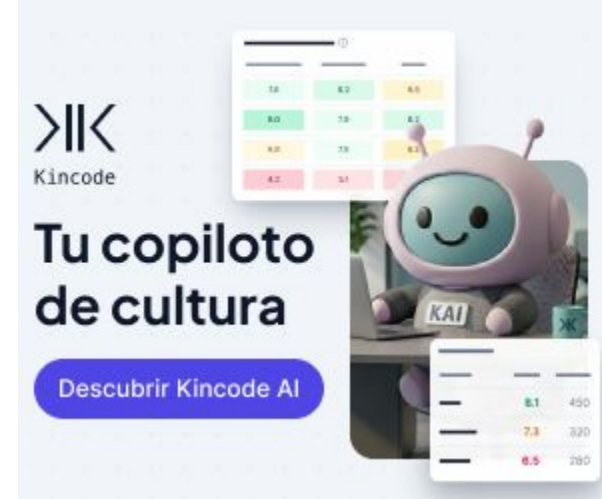 Kincode
Tu copiloto
de cultura
Descubrir Kincode AI
KAI
8.1 450
7.3 320
6.5 280